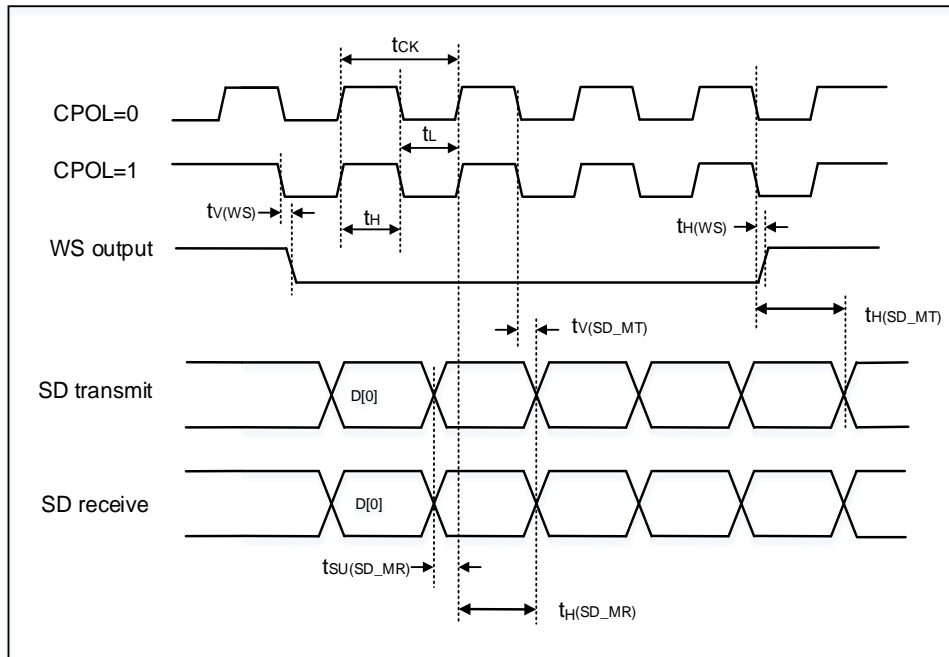 tCK
CPOL=0
tL
CPOL=1
tV(WS)
tH
tH(WS)
WS output
tH(SD_MT)
tV(SD_MT)
SD transmit
D[0]
SD receive
D[0]
tSU(SD_MR)
tH(SD_MR)